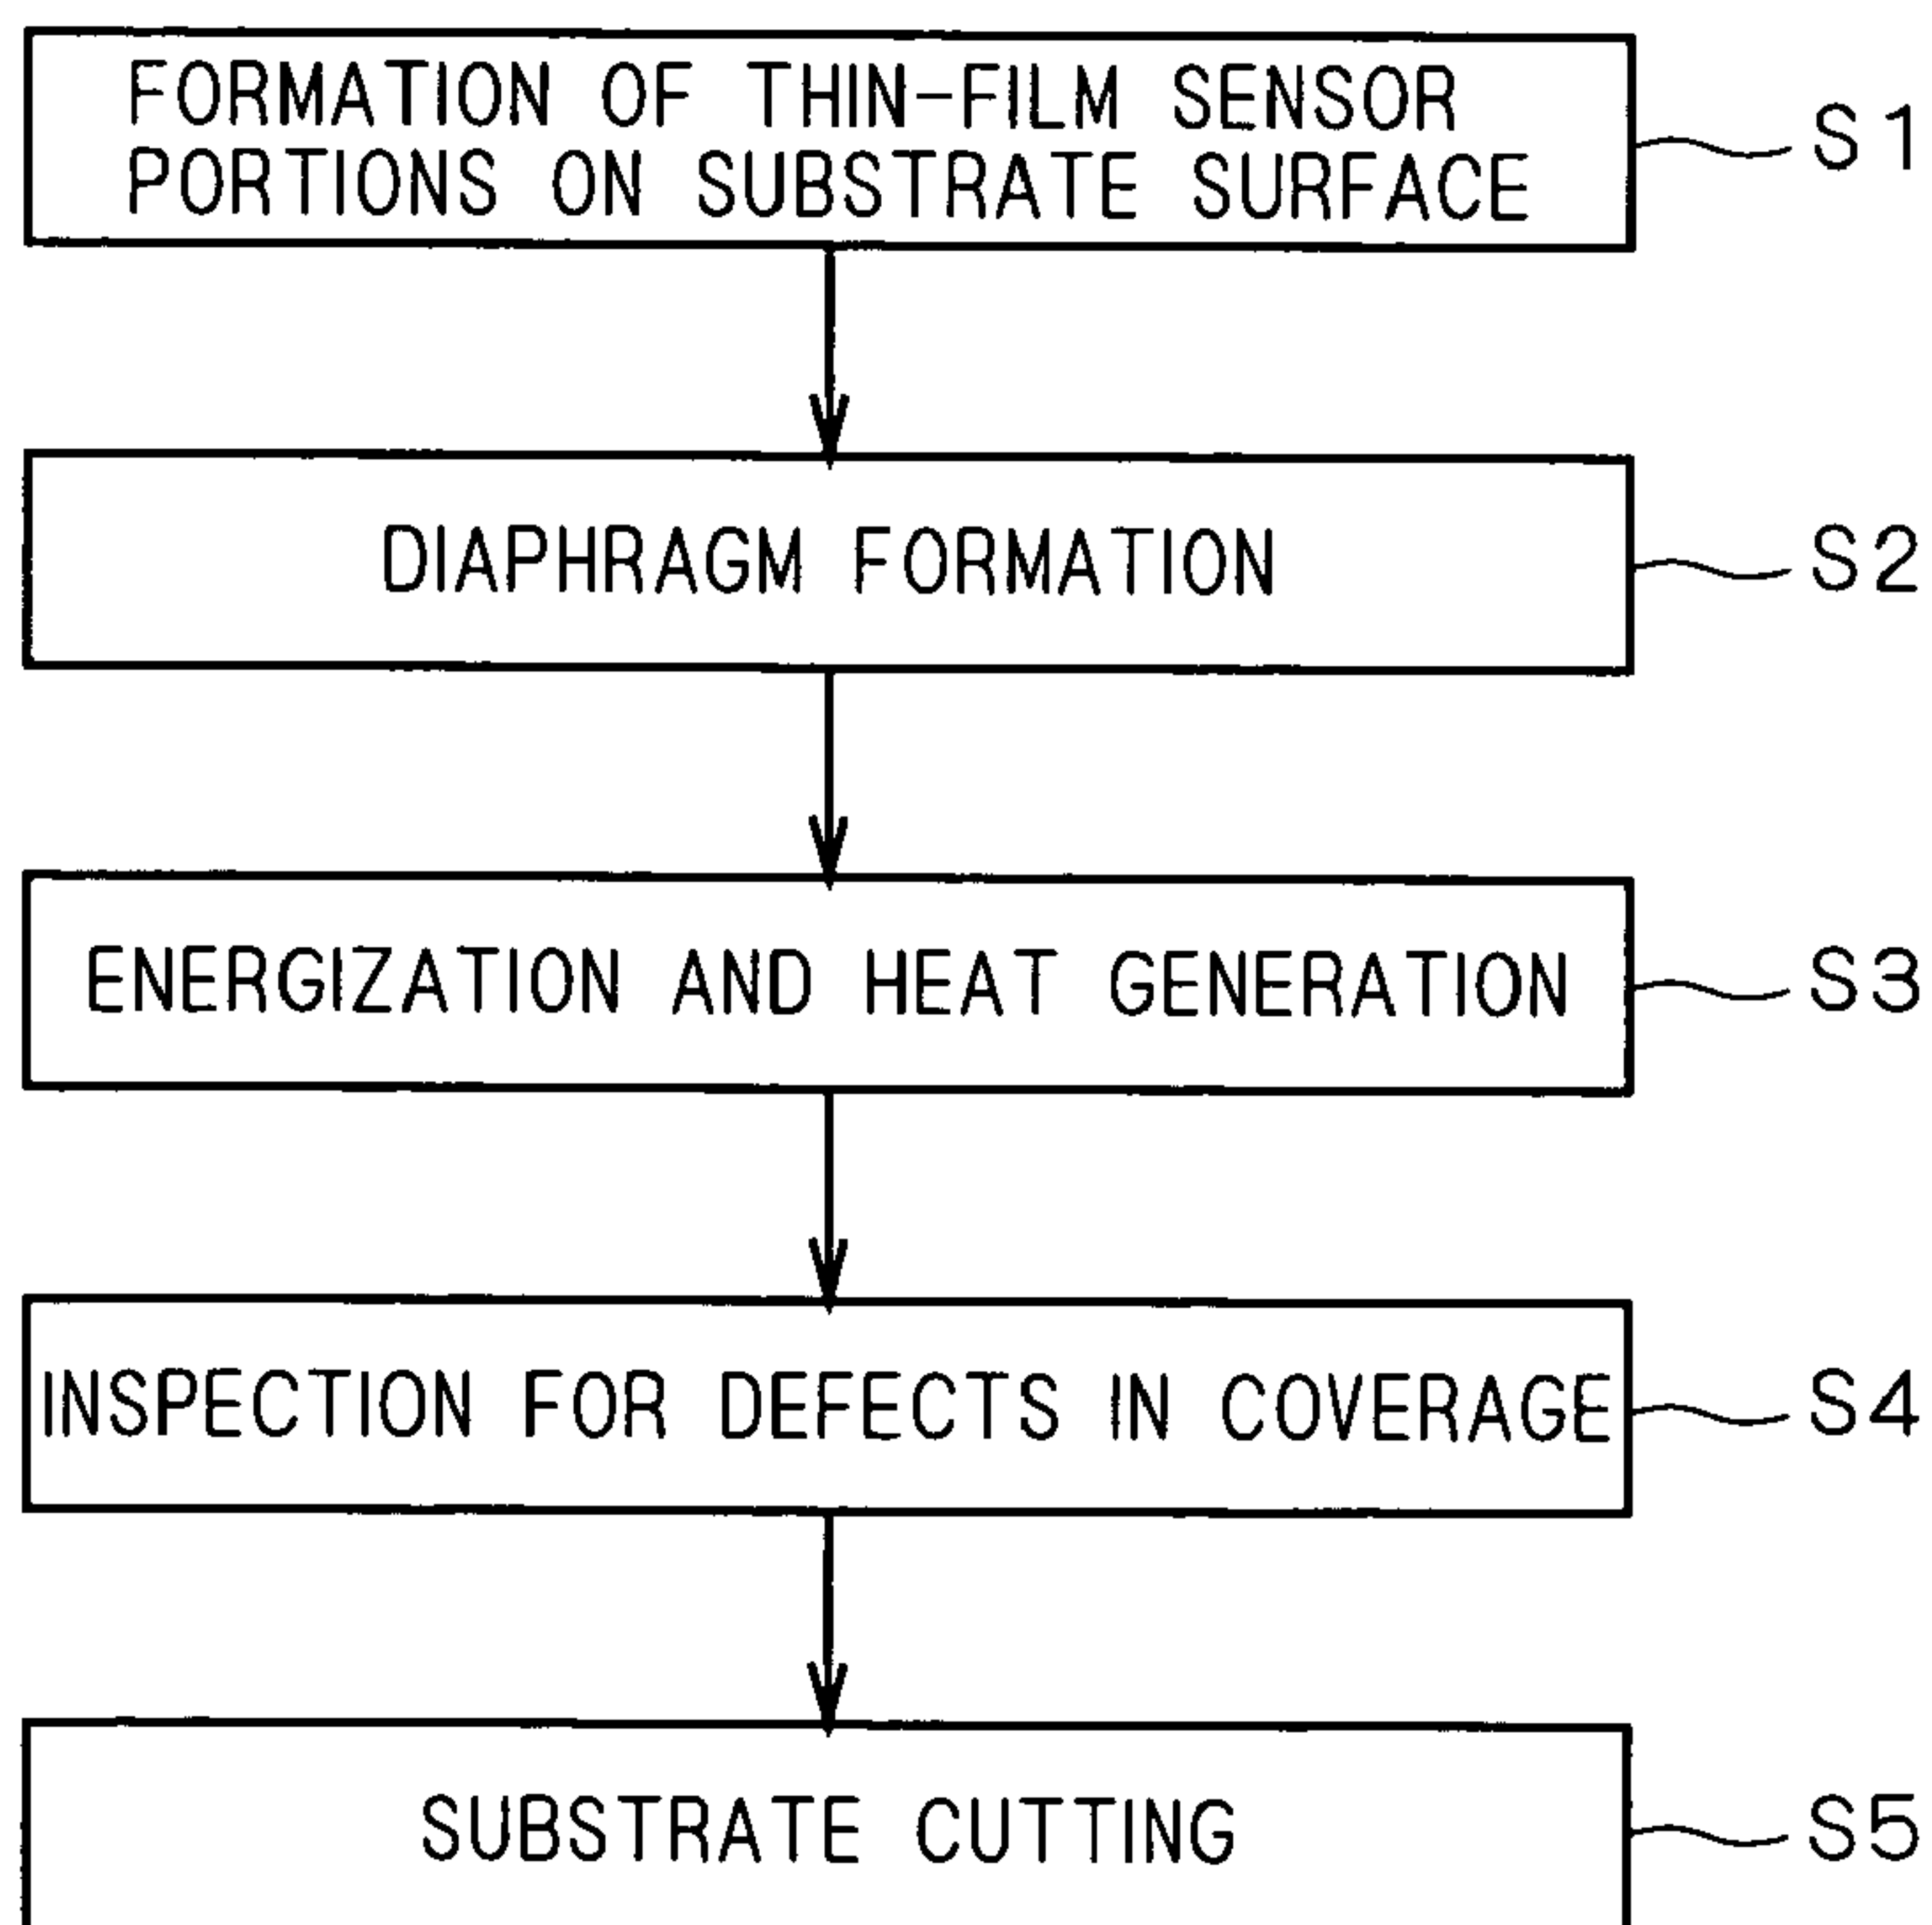 FORMATION OF THIN-FILM SENSOR S1
PORTIONS ON SUBSTRATE SURFACE
DIAPHRAGM FORMATION S2
ENERGIZATION AND HEAT GENERATION S3
INSPECTION FOR DEFECTS IN COVERAGE S4
SUBSTRATE CUTTING S5